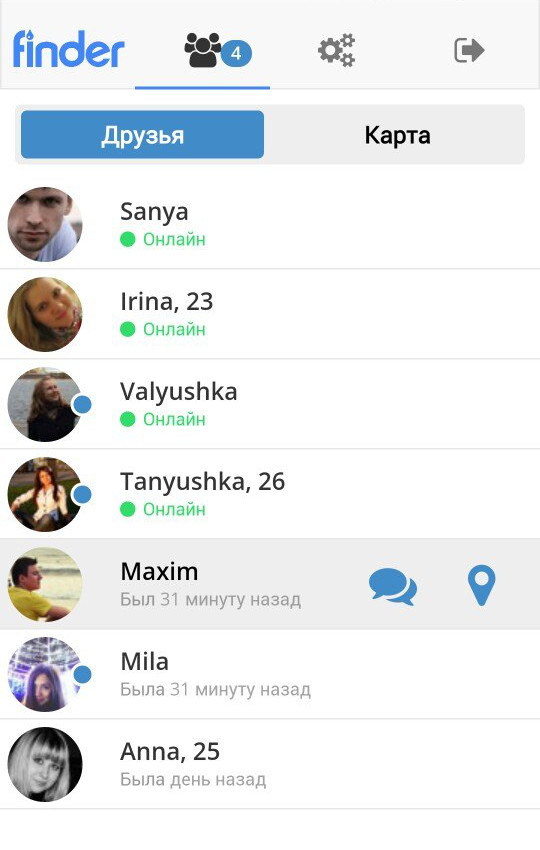 finder
4
Друзья
Карта
Sanya
Онлайн
Irina, 23
Онлайн
Valyushka
Онлайн
Tanyushka, 26
Онлайн
Maxim
Был 31 минуту назад
Mila
Была 31 минуту назад
Anna, 25
Была день назад